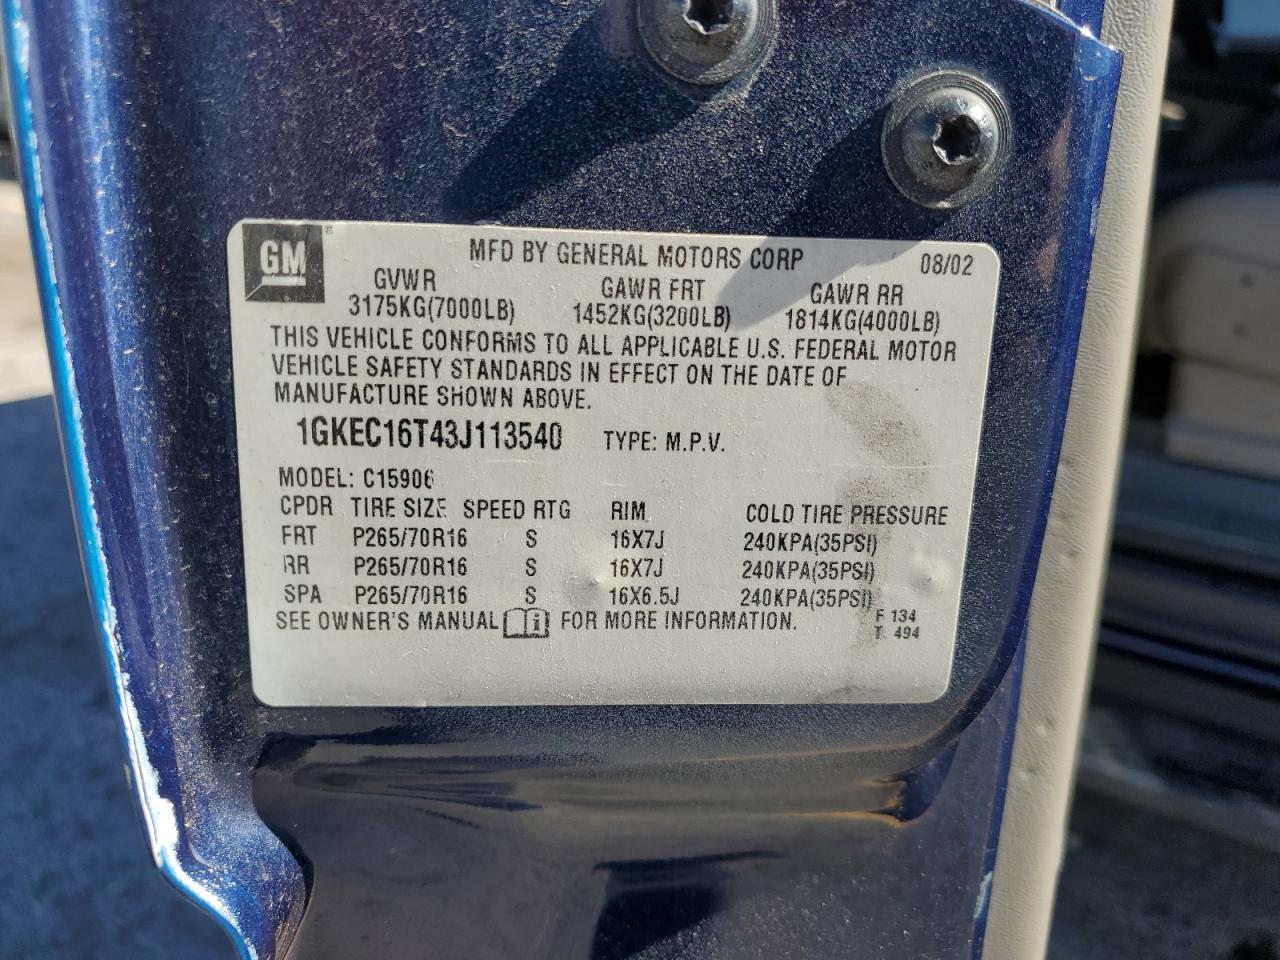 GM ®
MFD BY GENERAL MOTORS CORP 08/02
GVWR GAWR FRT GAWR RR
3175KG(7000LB) 1452KG(3200LB) 1814KG(4000LB)
THIS VEHICLE CONFORMS TO ALL APPLICABLE U.S. FEDERAL MOTOR
VEHICLE SAFETY STANDARDS IN EFFECT ON THE DATE OF
MANUFACTURE SHOWN ABOVE.
1GKEC16T43J113540 TYPE: M.P.V.
MODEL: C15906
CPDR TIRE SIZE SPEED RTG RIM COLD TIRE PRESSURE
FRT P265/70R16 S 16X7J 240KPA(35PSI)
RR P265/70R16 S 16X7J 240KPA(35PSI)
SPA P265/70R16 S 16X6.5J 240KPA(35PSI)
SEE OWNER'S MANUAL i FOR MORE INFORMATION.
F 134
T 494